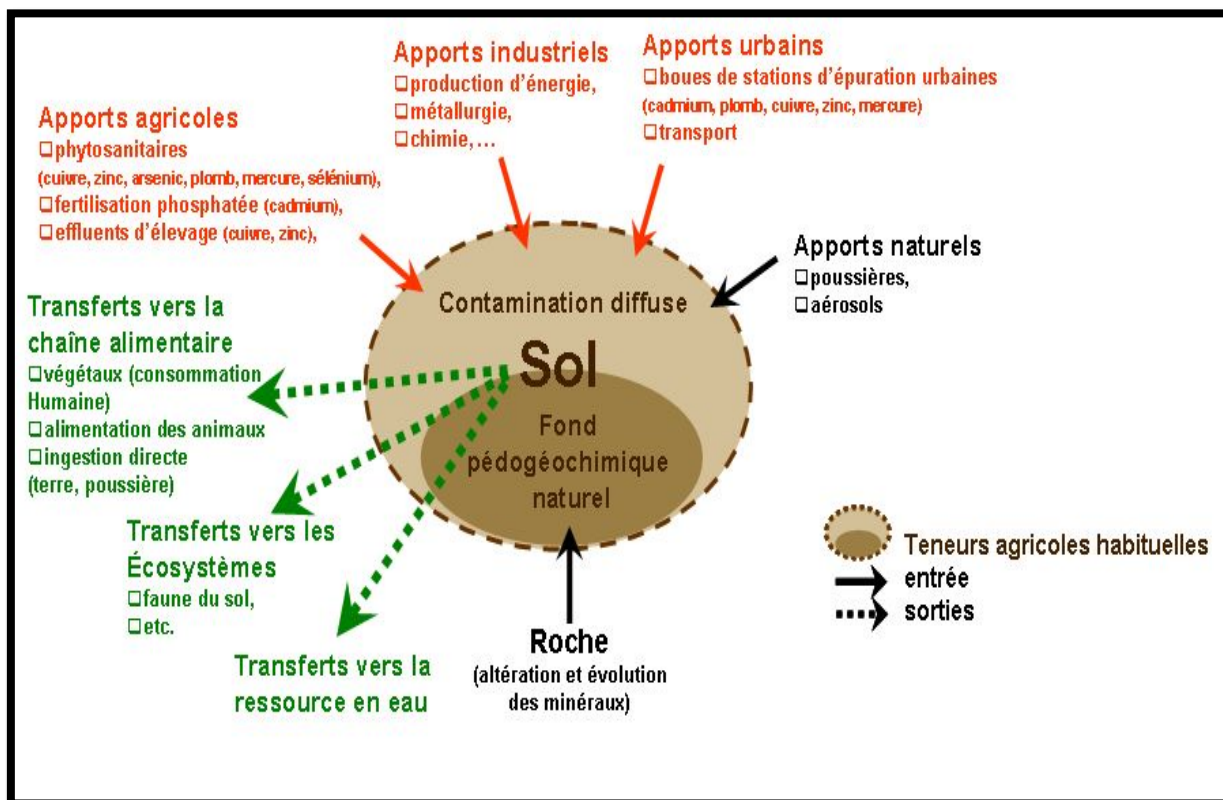 Apports industriels
❑production d'énergie,
❑métallurgie,
❑chimie, ...
Apports urbains
❑boues de stations d'épuration urbaines
(cadmium, plomb, cuivre, zinc, mercure)
❑transport
Apports agricoles
❑phytosanitaires
(cuivre, zinc, arsenic, plomb, mercure, sélénium),
❑fertilisation phosphatée (cadmium),
❑effluents d'élevage (cuivre, zinc),
Apports naturels
❑poussières,
❑aérosols
Contamination diffuse
Sol
Fond
pédogéochimique
naturel
Transferts vers la
chaîne alimentaire
❑végétaux (consommation
Humaine)
❑alimentation des animaux
❑ingestion directe
(terre, poussière)
Transferts vers les
Écosystèmes
❑faune du sol,
❑etc.
Transferts vers la
ressource en eau
Roche
(altération et évolution
des minéraux)
Teneurs agricoles habituelles
entrée
sorties